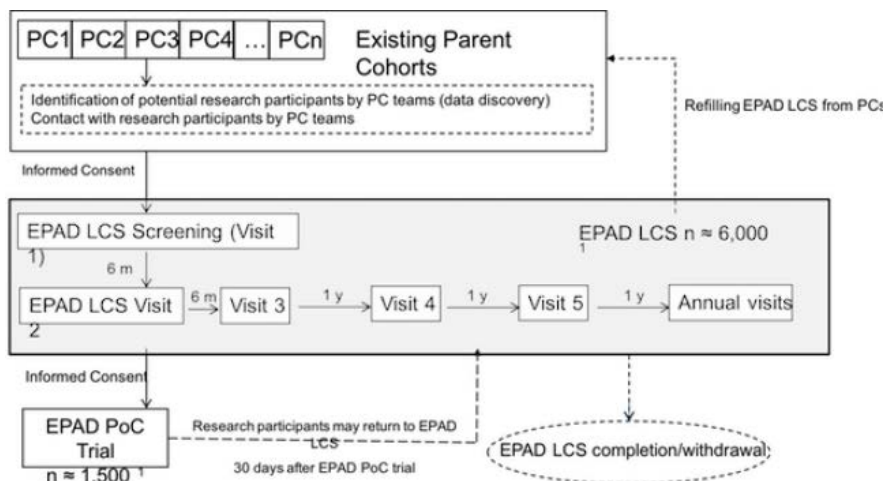 PC1 PC2 PC3 PC4 ... PCn
Existing Parent
Cohorts
Identification of potential research participants by PC teams (data discovery)
Contact with research participants by PC teams
Refilling EPAD LCS from PCs
Informed Consent
EPAD LCS Screening (Visit
1)
EPAD LCS n ≈ 6,000
1
6 m
EPAD LCS Visit
2
6 m
Visit 3
1 y
Visit 4
1 y
Visit 5
1 y
Annual visits
Informed Consent
EPAD PoC
Trial
n ≈ 1,500 1
Research participants may return to EPAD
LCS
30 days after EPAD PoC trial
EPAD LCS completion/withdrawal